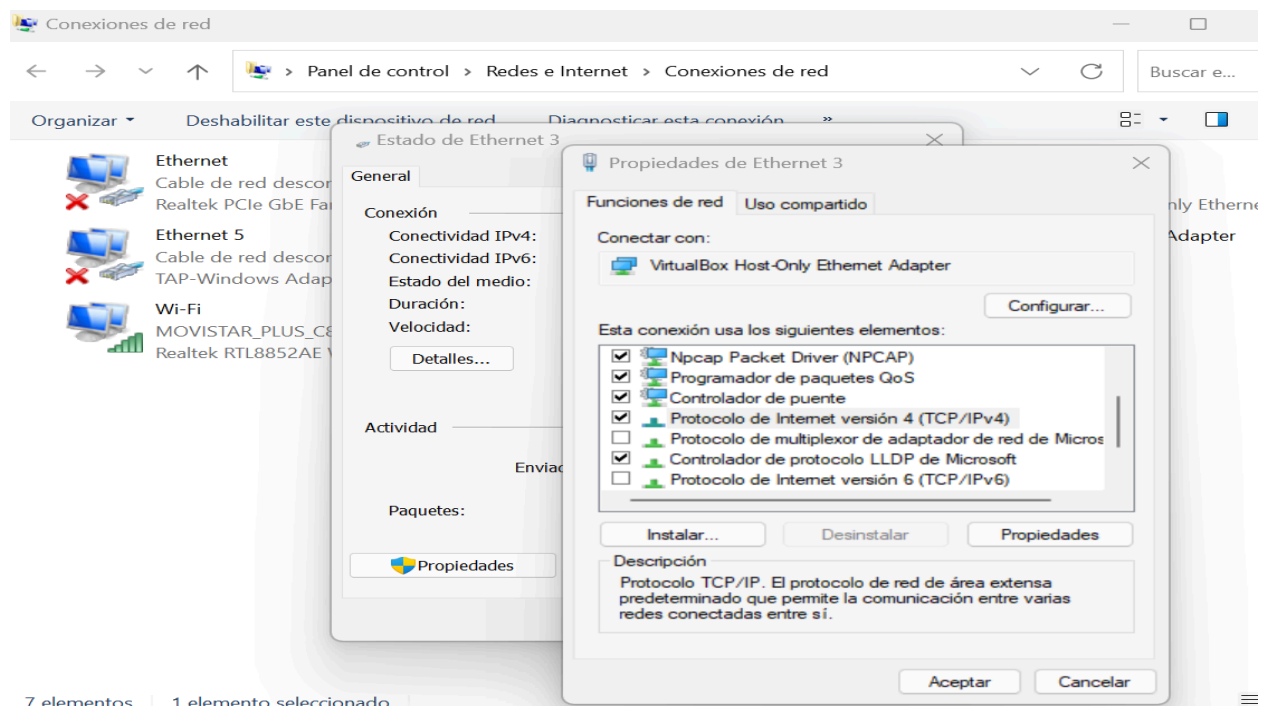 Conexiones de red
Panel de control > Redes e Internet > Conexiones de red
Buscar e...
Organizar
Deshabilitar este dispositivo de red
Diagnosticar esta conexión
»
Ethernet
Cable de red descor
Realtek PCIe GbE Fa
Ethernet 5
Cable de red descor
TAP-Windows Adap
Wi-Fi
MOVISTAR_PLUS_C8
Realtek RTL8852AE
Estado de Ethernet 3
General
Conexión
Conectividad IPv4:
Conectividad IPv6:
Estado del medio:
Duración:
Velocidad:
Detalles...
Actividad
Enviad
Paquetes:
Propiedades
Propiedades de Ethernet 3
Funciones de red
Uso compartido
Conectar con:
VirtualBox Host-Only Ethernet Adapter
Configurar...
Esta conexión usa los siguientes elementos:
Npcap Packet Driver (NPCAP)
Programador de paquetes QoS
Controlador de puente
Protocolo de Internet versión 4 (TCP/IPv4)
Protocolo de multiplexor de adaptador de red de Micros
Controlador de protocolo LLDP de Microsoft
Protocolo de Internet versión 6 (TCP/IPv6)
Instalar...
Desinstalar
Propiedades
Descripción
Protocolo TCP/IP. El protocolo de red de área extensa
predeterminado que permite la comunicación entre varias
redes conectadas entre sí.
Aceptar
Cancelar
nly Etherne
Adapter
7 elementos
1 elemento seleccionado